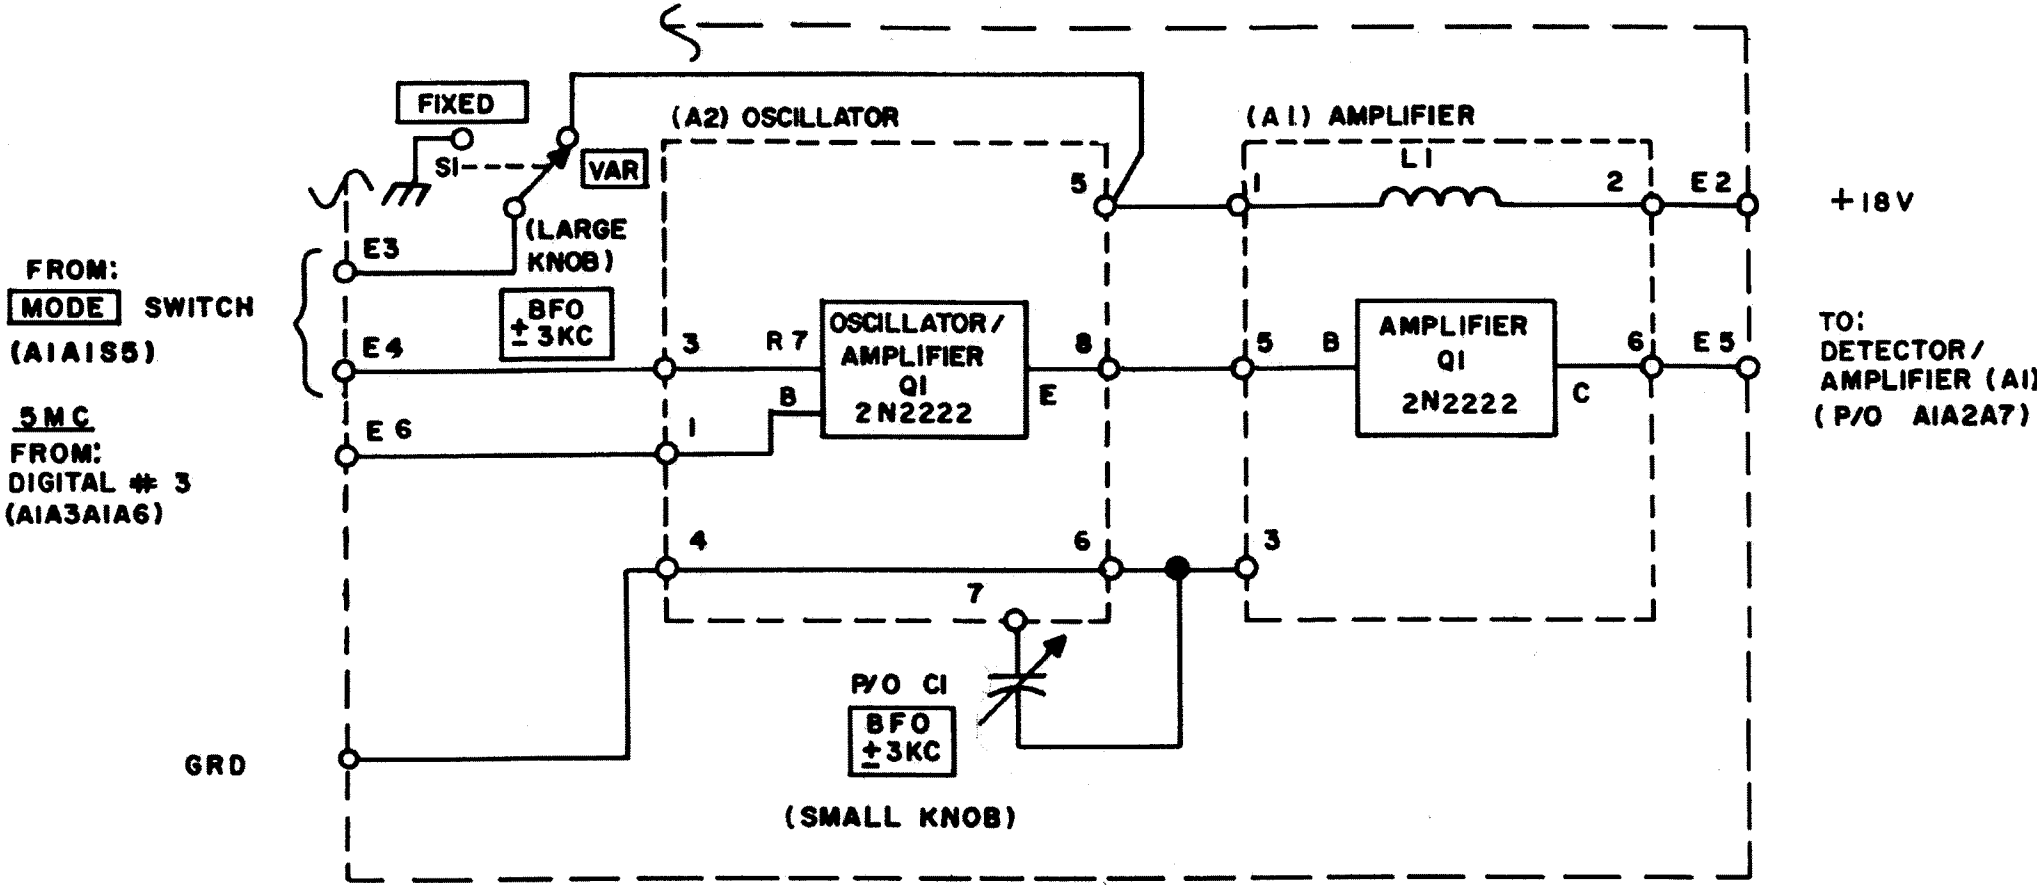 FIXED
(A2) OSCILLATOR
(A1) AMPLIFIER
S1
VAR
L1
5
1
2
E2
+18V
(LARGE
KNOB)
E3
FROM:
MODE SWITCH
(A1A1S5)
BFO
±3KC
E4
3
R7
OSCILLATOR/
AMPLIFIER
Q1
2N2222
8
E
5
B
AMPLIFIER
Q1
2N2222
6
C
E5
TO:
DETECTOR/
AMPLIFIER (A1)
(P/O A1A2A7)
5MC
FROM:
DIGITAL # 3
(A1A3A1A6)
E6
1
B
4
6
3
7
P/O C1
BFO
±3KC
(SMALL KNOB)
GRD